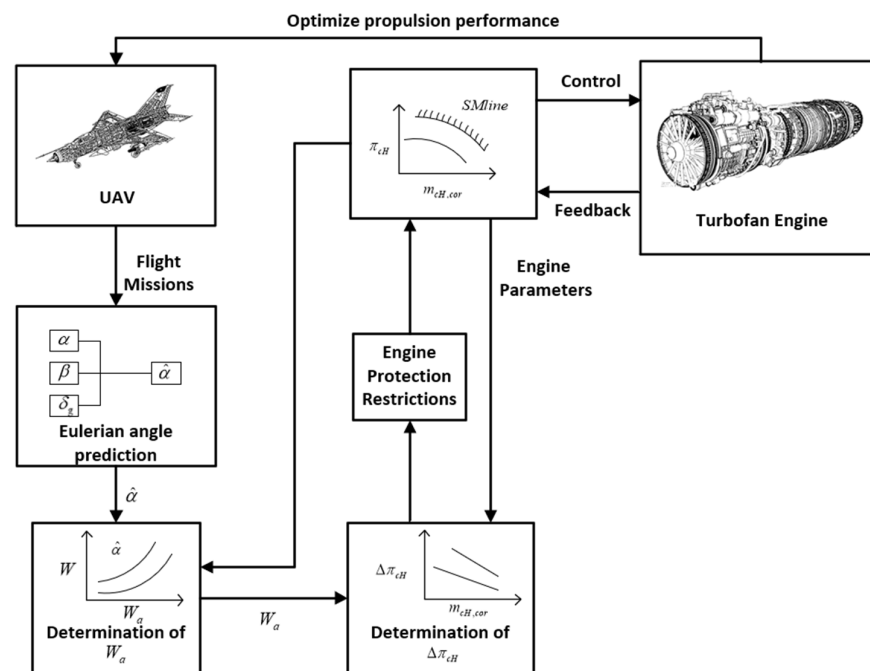 Optimize propulsion performance
UAV
SMline
π_cH
m_cH,cor
Control
Feedback
Turbofan Engine
Flight
Missions
Engine
Parameters
α
β
δ_g
α̂
Eulerian angle
prediction
Engine
Protection
Restrictions
α̂
W
α̂
W_a
Determination of
W_a
W_a
Δπ_cH
m_cH,cor
Determination of
Δπ_cH